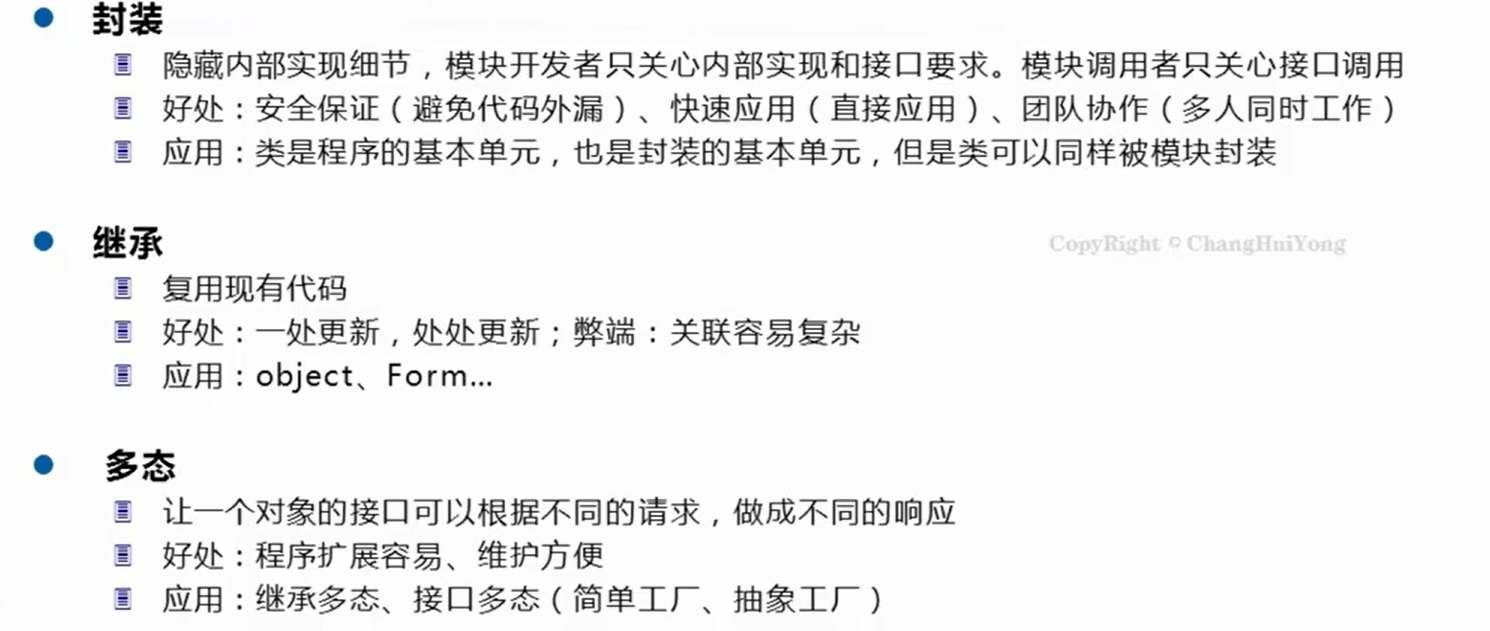 封装
隐藏内部实现细节，模块开发者只关心内部实现和接口要求。模块调用者只关心接口调用
好处：安全保证（避免代码外漏）、快速应用（直接应用）、团队协作（多人同时工作）
应用：类是程序的基本单元，也是封装的基本单元，但是类可以同样被模块封装
继承
CopyRight © ChangHuiYong
复用现有代码
好处：一处更新，处处更新；弊端：关联容易复杂
应用：object、Form...
多态
让一个对象的接口可以根据不同的请求，做成不同的响应
好处：程序扩展容易、维护方便
应用：继承多态、接口多态（简单工厂、抽象工厂）